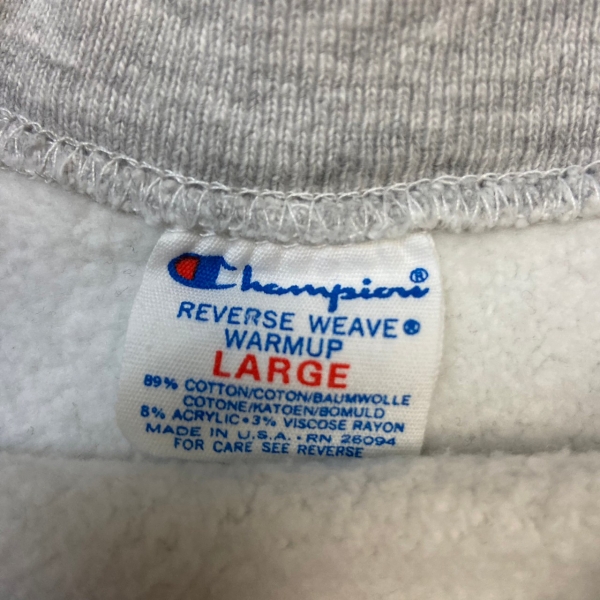 Champion®
REVERSE WEAVE®
WARMUP
LARGE
89% COTTON/COTON/BAUMWOLLE
COTONE/KATOEN/BOMULD
8% ACRYLIC•3% VISCOSE RAYON
MADE IN U.S.A.•RN 26094
FOR CARE SEE REVERSE